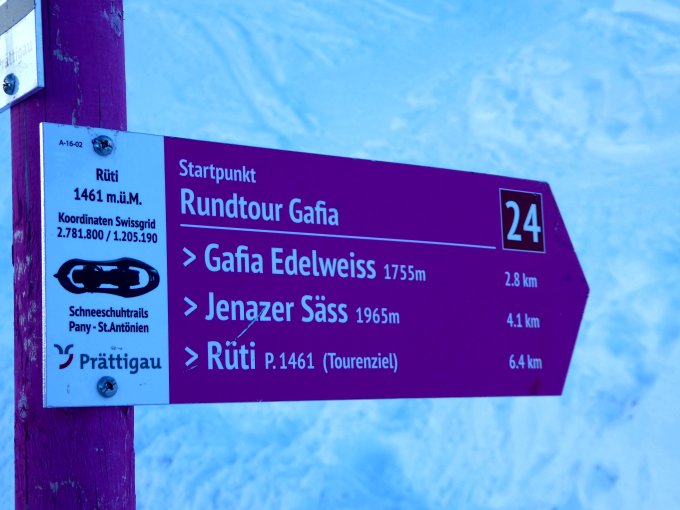 Prättigau
A-16-02
Rüti
1461 m.ü.M.
Koordinaten Swissgrid
2.781.800 / 1.205.190
Schneeschuhtrails
Pany - St.Antönien
Prättigau
Startpunkt
Rundtour Gafia
24
> Gafia Edelweiss 1755m 2.8 km
> Jenazer Säss 1965m 4.1 km
> Rüti P.1461 (Tourenziel) 6.4 km